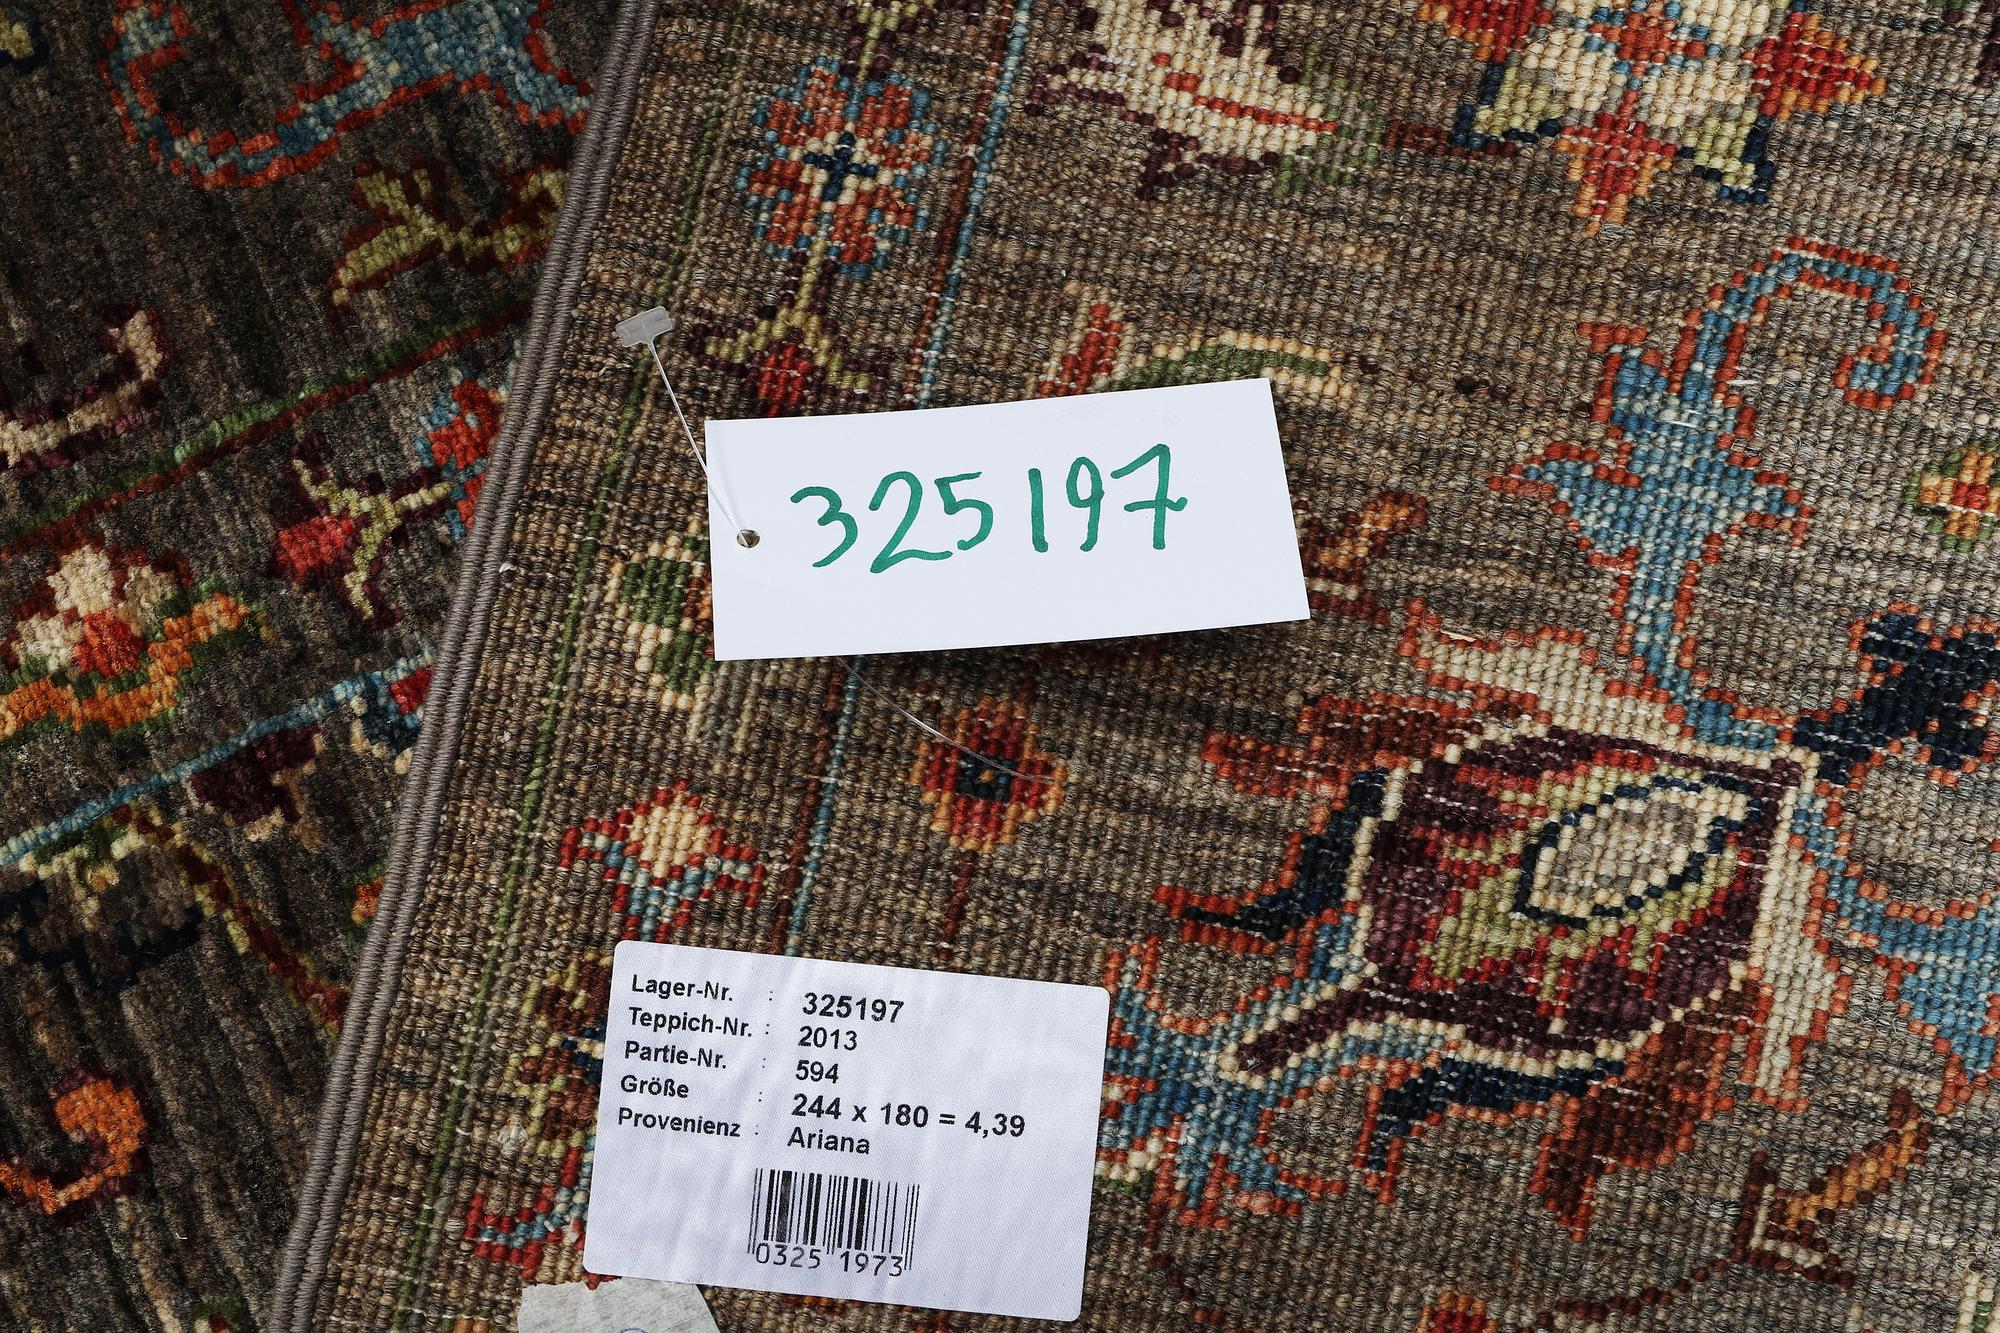 325197
Lager-Nr. : 325197
Teppich-Nr. : 2013
Partie-Nr. : 594
Größe : 244 x 180 = 4,39
Provenienz : Ariana
0325 1973